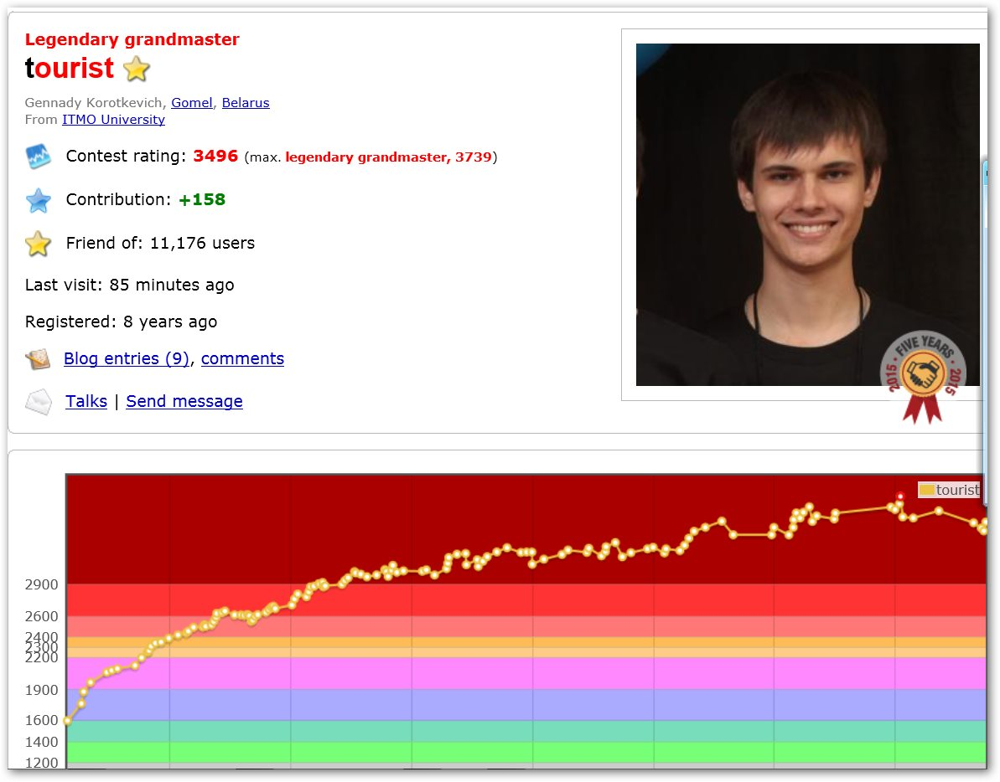 Legendary grandmaster
tourist
Gennady Korotkevich, Gomel, Belarus
From ITMO University
Contest rating: 3496 (max. legendary grandmaster, 3739)
Contribution: +158
Friend of: 11,176 users
Last visit: 85 minutes ago
Registered: 8 years ago
Blog entries (9), comments
Talks | Send message
FIVE YEARS
2015
2015
tourist
2900
2600
2400
2300
2200
1900
1600
1400
1200